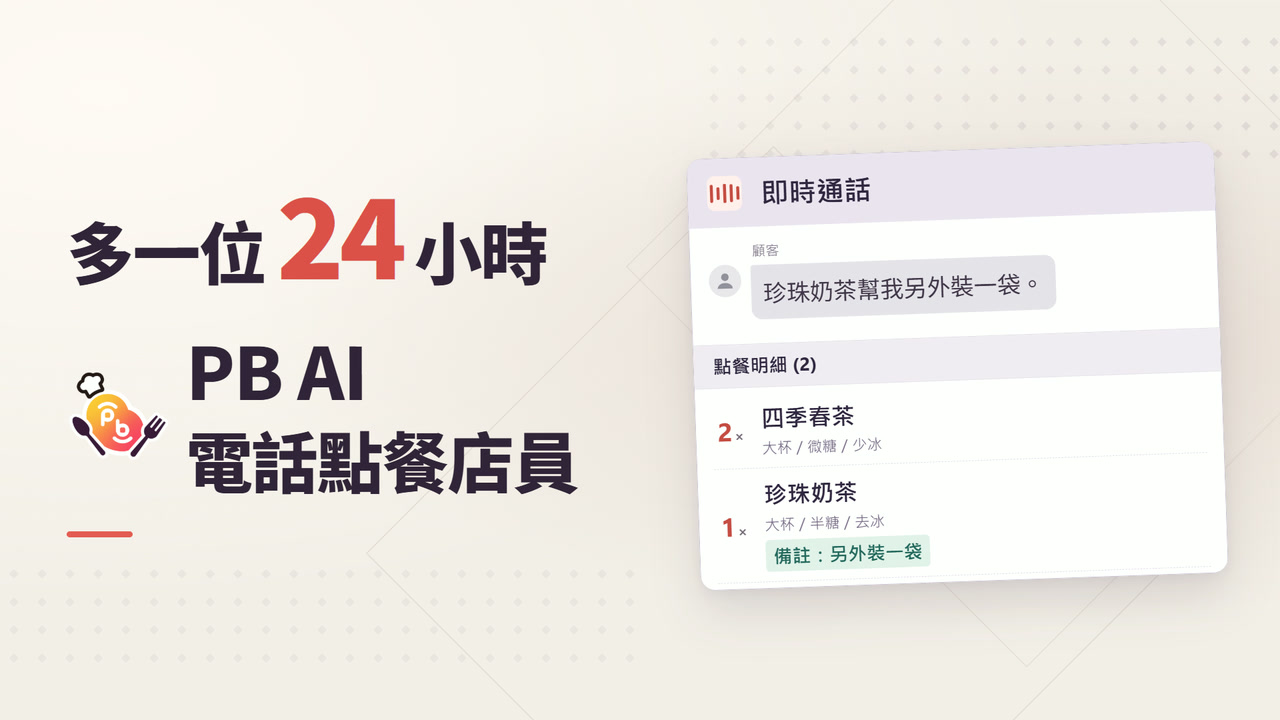 多一位24小時
PB AI
電話點餐店員
pb
即時通話
顧客
珍珠奶茶幫我另外裝一袋。
點餐明細 (2)
2×
四季春茶
大杯 / 微糖 / 少冰
1×
珍珠奶茶
大杯 / 半糖 / 去冰
備註：另外裝一袋